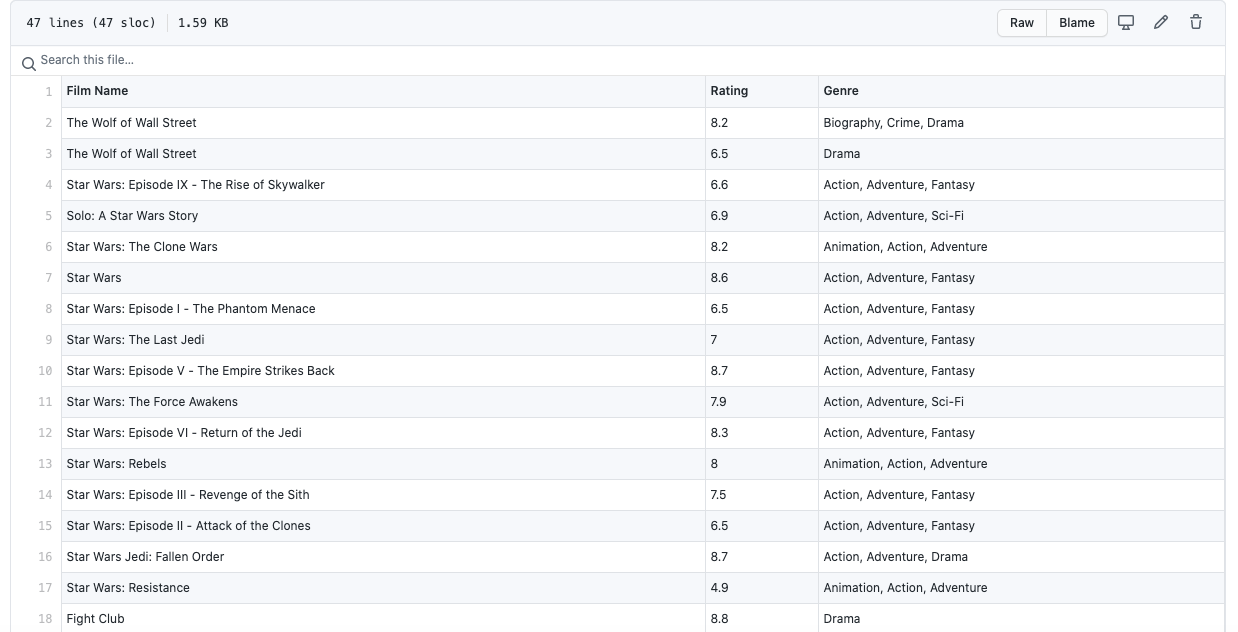 47 lines (47 sloc) 1.59 KB Raw Blame
Search this file…
1 Film Name Rating Genre
2 The Wolf of Wall Street 8.2 Biography, Crime, Drama
3 The Wolf of Wall Street 6.5 Drama
4 Star Wars: Episode IX - The Rise of Skywalker 6.6 Action, Adventure, Fantasy
5 Solo: A Star Wars Story 6.9 Action, Adventure, Sci-Fi
6 Star Wars: The Clone Wars 8.2 Animation, Action, Adventure
7 Star Wars 8.6 Action, Adventure, Fantasy
8 Star Wars: Episode I - The Phantom Menace 6.5 Action, Adventure, Fantasy
9 Star Wars: The Last Jedi 7 Action, Adventure, Fantasy
10 Star Wars: Episode V - The Empire Strikes Back 8.7 Action, Adventure, Fantasy
11 Star Wars: The Force Awakens 7.9 Action, Adventure, Sci-Fi
12 Star Wars: Episode VI - Return of the Jedi 8.3 Action, Adventure, Fantasy
13 Star Wars: Rebels 8 Animation, Action, Adventure
14 Star Wars: Episode III - Revenge of the Sith 7.5 Action, Adventure, Fantasy
15 Star Wars: Episode II - Attack of the Clones 6.5 Action, Adventure, Fantasy
16 Star Wars Jedi: Fallen Order 8.7 Action, Adventure, Drama
17 Star Wars: Resistance 4.9 Animation, Action, Adventure
18 Fight Club 8.8 Drama